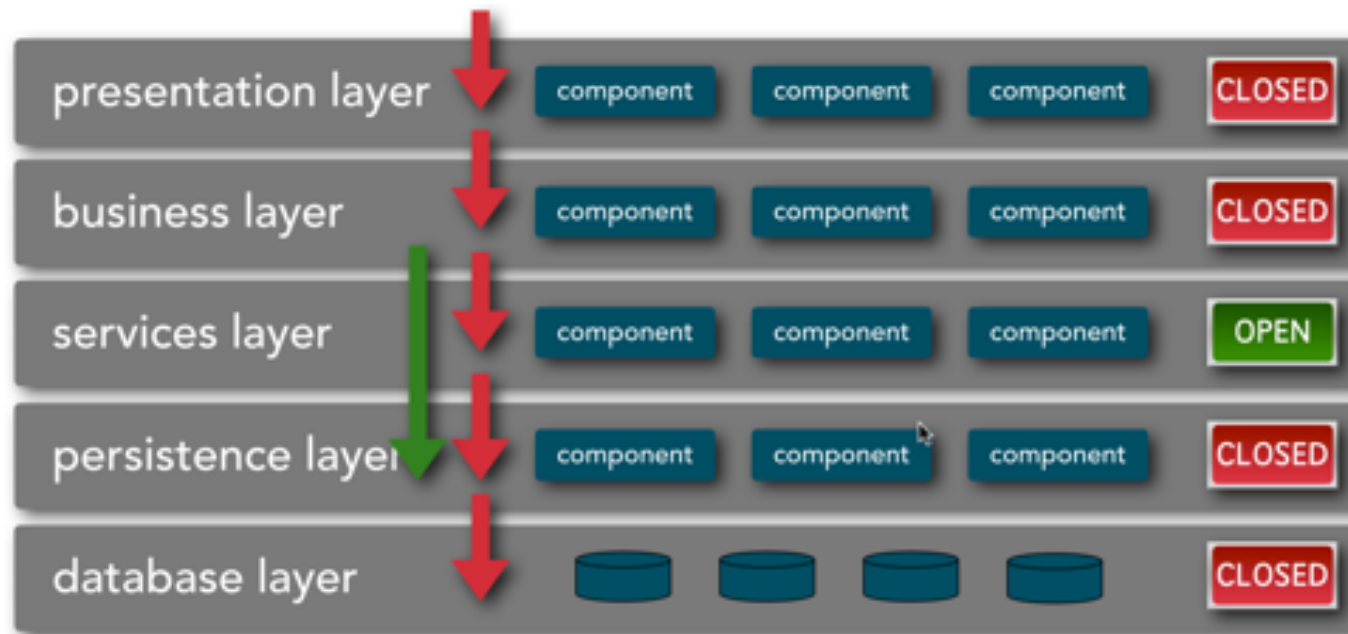 presentation layer component component component CLOSED
business layer component component component CLOSED
services layer component component component OPEN
persistence layer component component component CLOSED
database layer CLOSED